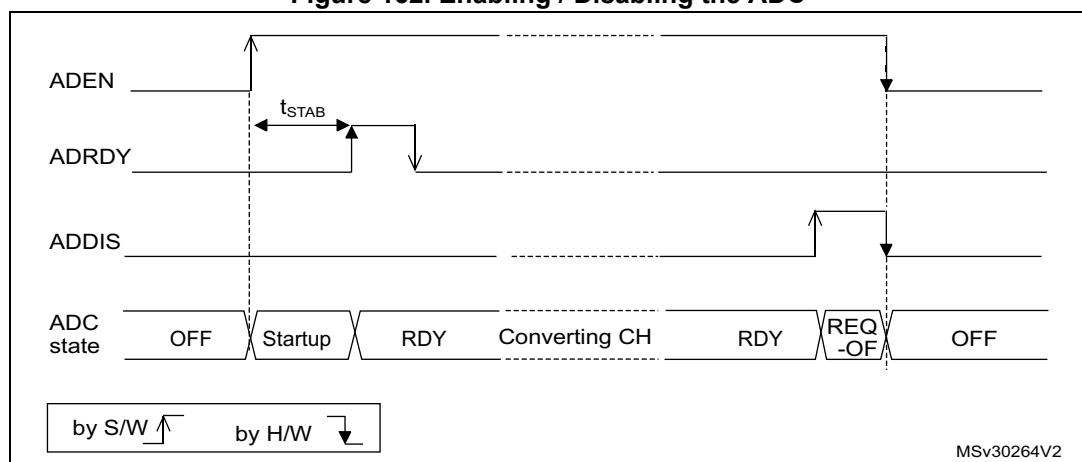 Figure 152. Enabling / Disabling the ADC
ADEN
tSTAB
ADRDY
ADDIS
ADC
state
OFF
Startup
RDY
Converting CH
RDY
REQ
-OF
OFF
by S/W
by H/W
MSv30264V2